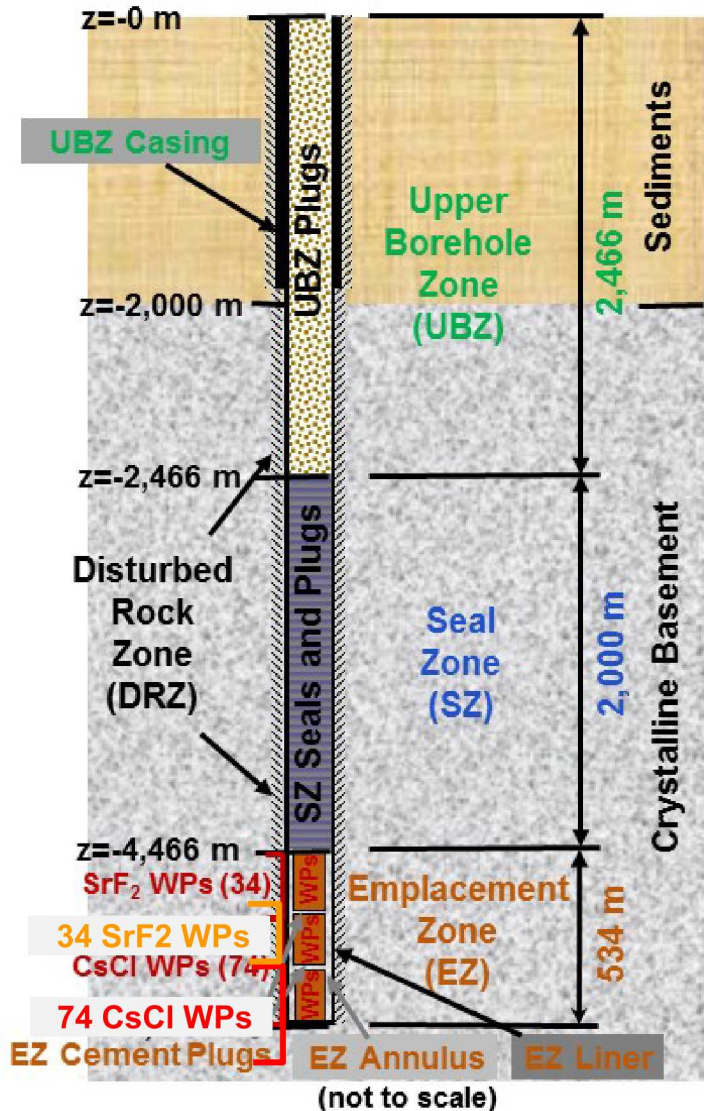 z=-0 m
UBZ Casing
UBZ Plugs
Upper
Borehole
Zone
(UBZ)
2,466 m
Sediments
z=-2,000 m
z=-2,466 m
Disturbed
Rock
Zone
(DRZ)
SZ Seals and Plugs
Seal
Zone
(SZ)
2,000 m
Crystalline Basement
z=-4,466 m
SrF₂ WPs (34)
34 SrF2 WPs
CsCl WPs (74)
74 CsCl WPs
EZ Cement Plugs
WPs
WPs
WPs
Emplacement
Zone
(EZ)
534 m
EZ Annulus
EZ Liner
(not to scale)